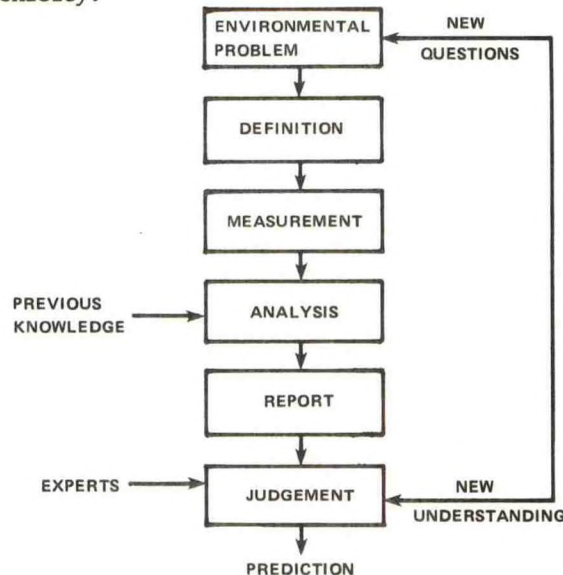 ENVIRONMENTAL
PROBLEM
NEW
QUESTIONS
DEFINITION
MEASUREMENT
PREVIOUS
KNOWLEDGE
ANALYSIS
REPORT
EXPERTS
JUDGEMENT
NEW
UNDERSTANDING
PREDICTION